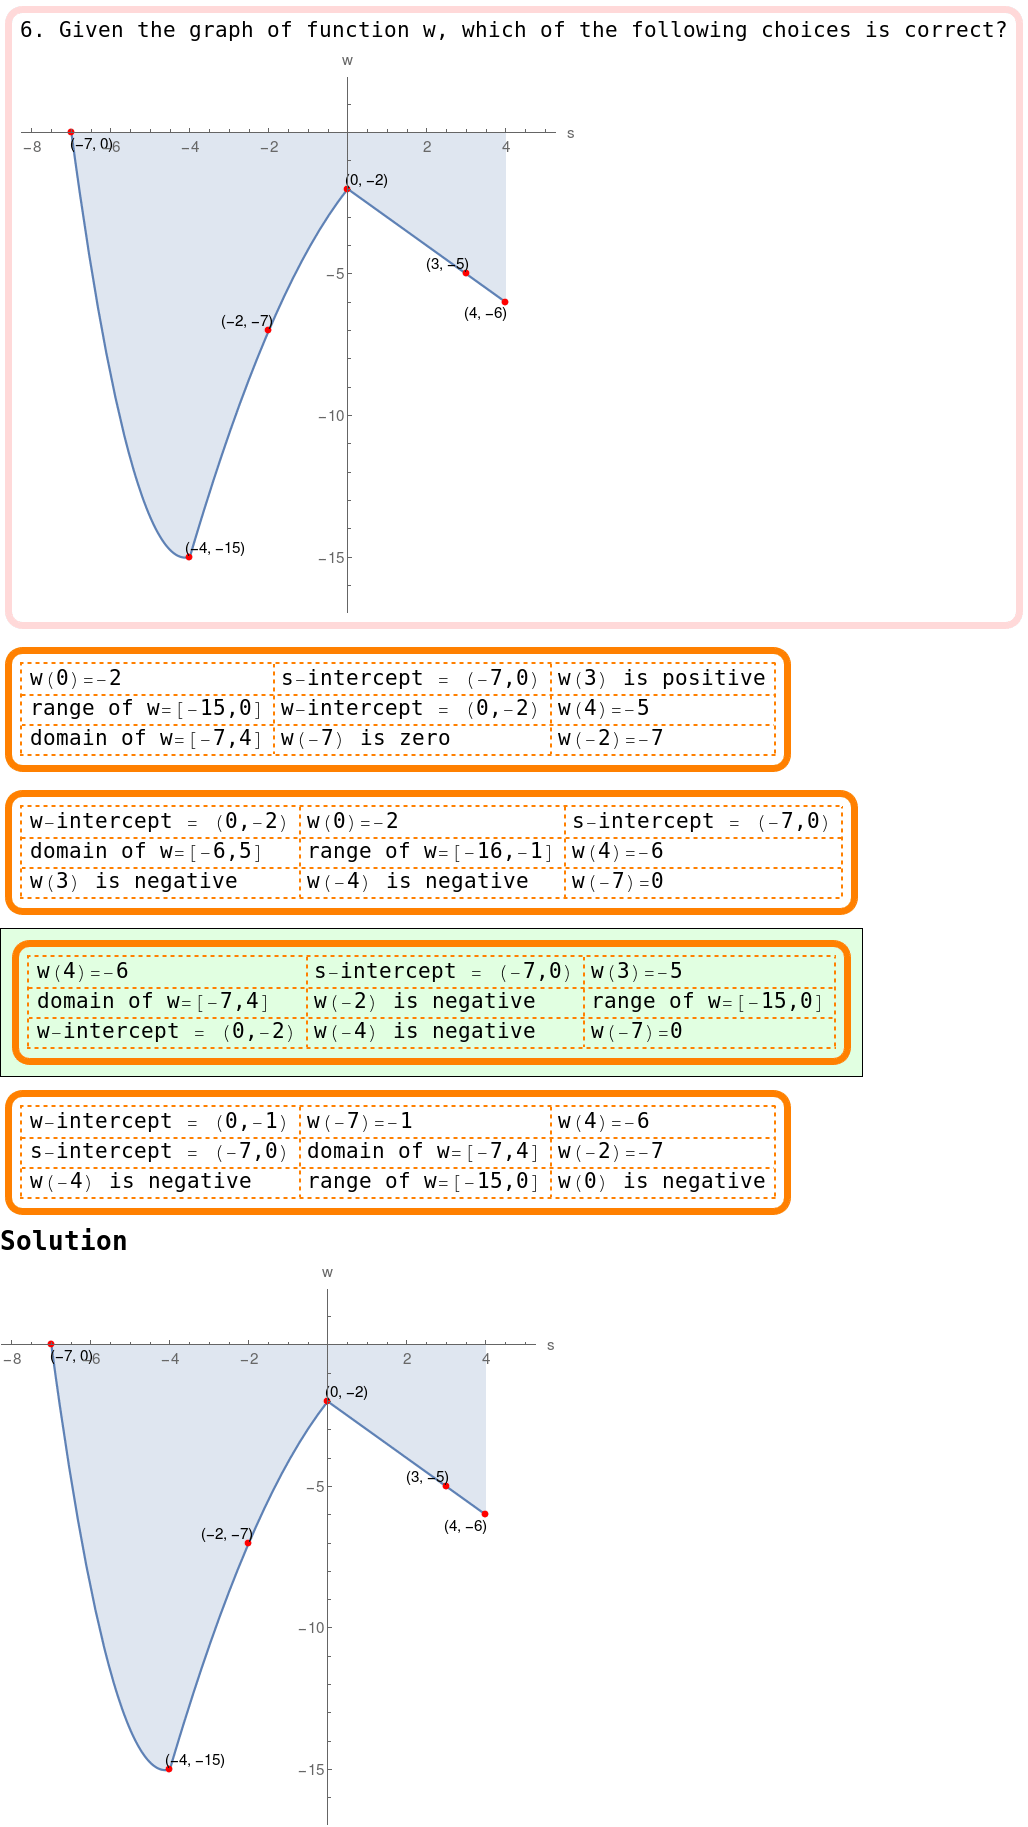 6. Given the graph of function w, which of the following choices is correct?
w
s
−8 −6 −4 −2 2 4
(−7, 0)
(0, −2)
(3, −5)
−5
(4, −6)
(−2, −7)
−10
(−4, −15)
−15
w(0)=-2 s-intercept = (-7,0) w(3) is positive
range of w=[-15,0] w-intercept = (0,-2) w(4)=-5
domain of w=[-7,4] w(-7) is zero w(-2)=-7
w-intercept = (0,-2) w(0)=-2 s-intercept = (-7,0)
domain of w=[-6,5] range of w=[-16,-1] w(4)=-6
w(3) is negative w(-4) is negative w(-7)=0
w(4)=-6 s-intercept = (-7,0) w(3)=-5
domain of w=[-7,4] w(-2) is negative range of w=[-15,0]
w-intercept = (0,-2) w(-4) is negative w(-7)=0
w-intercept = (0,-1) w(-7)=-1 w(4)=-6
s-intercept = (-7,0) domain of w=[-7,4] w(-2)=-7
w(-4) is negative range of w=[-15,0] w(0) is negative
Solution
w
s
−8 −6 −4 −2 2 4
(−7, 0)
(0, −2)
(3, −5)
−5
(4, −6)
(−2, −7)
−10
(−4, −15)
−15